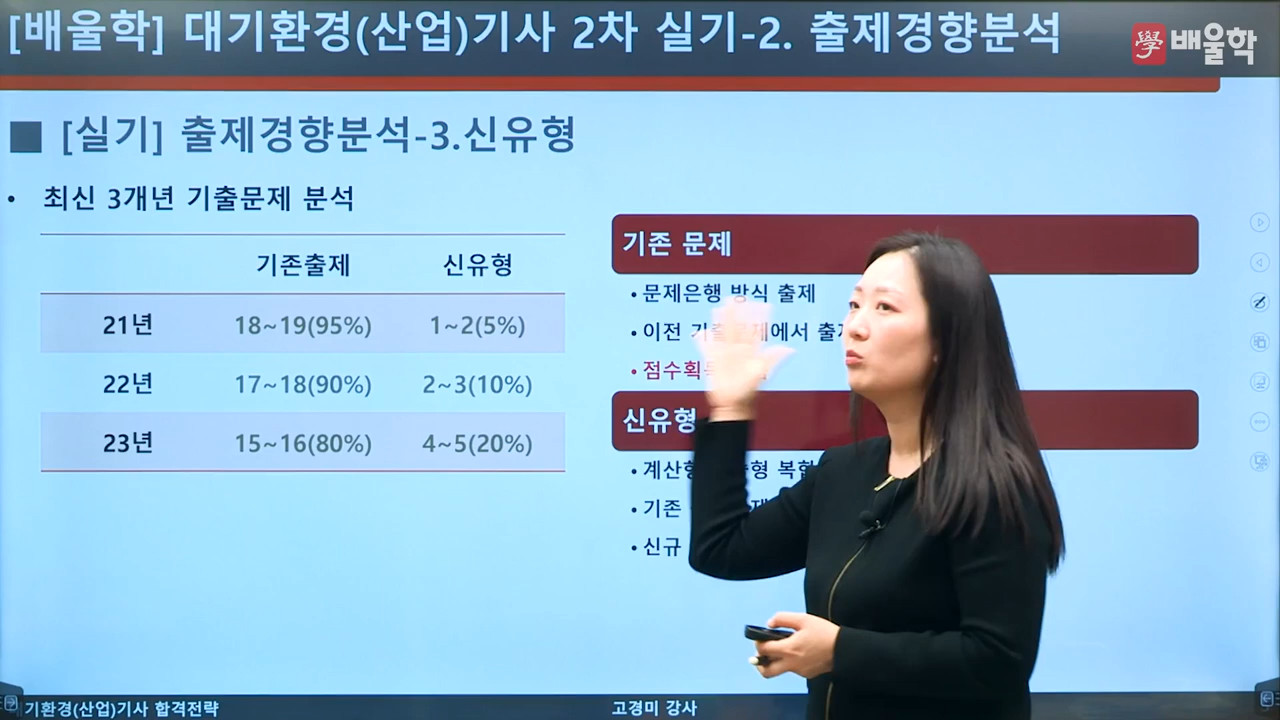 [배울학] 대기환경(산업)기사 2차 실기-2. 출제경향분석
學 배울학
[실기] 출제경향분석-3.신유형
• 최신 3개년 기출문제 분석
기존출제 신유형
21년 18~19(95%) 1~2(5%)
22년 17~18(90%) 2~3(10%)
23년 15~16(80%) 4~5(20%)
기존 문제
• 문제은행 방식 출제
• 이전 기출문제에서
• 점수획득
신유형
• 계산형
• 기존
• 신규
기환경(산업)기사 합격전략
고경미 강사